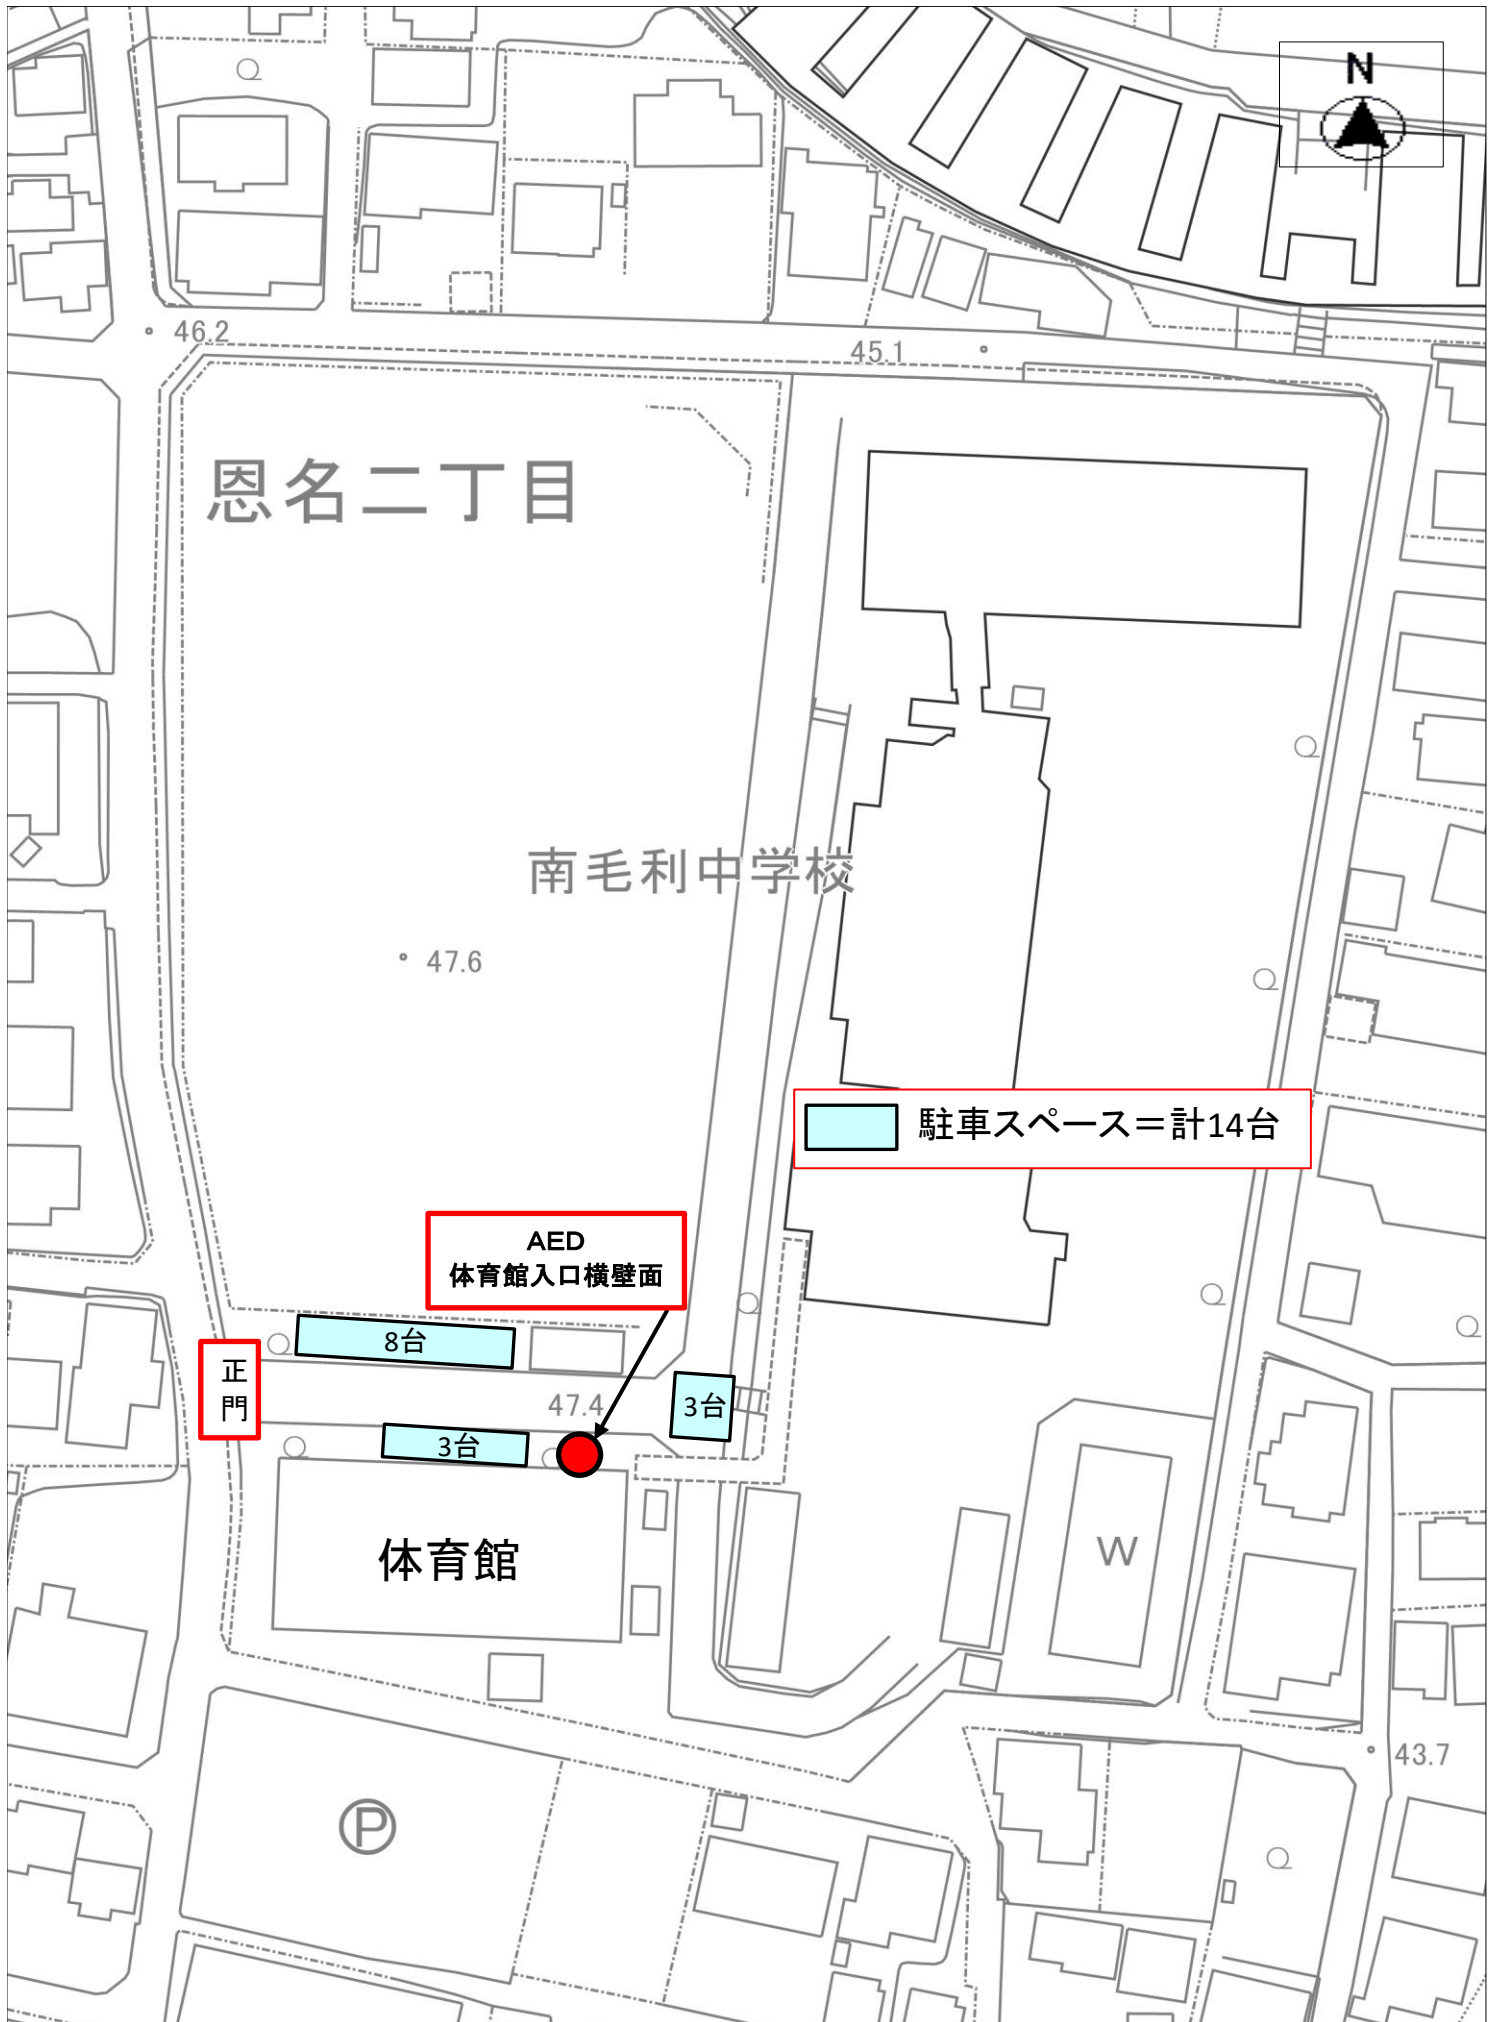 N
46.2
45.1
恩名二丁目
南毛利中学校
47.6
駐車スペース＝計14台
AED
体育館入口横壁面
8台
正
門
47.4
3台
3台
体育館
W
43.7
P